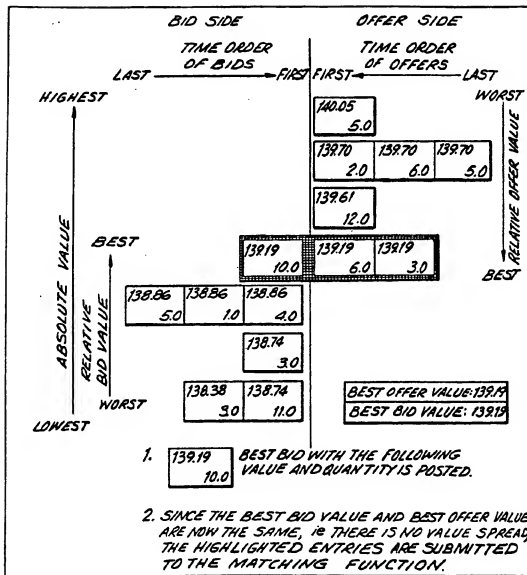 BID SIDE OFFER SIDE
TIME ORDER OF BIDS TIME ORDER OF OFFERS
LAST FIRST FIRST LAST
HIGHEST WORST
140.05
5.0
139.70 139.70 139.70
2.0 6.0 5.0
139.61
12.0
RELATIVE OFFER VALUE
BEST
139.19 139.19 139.19
10.0 6.0 3.0
BEST
ABSOLUTE VALUE
RELATIVE BID VALUE
138.86 138.86 138.86
5.0 1.0 4.0
138.74
3.0
138.38 138.74
3.0 11.0
WORST
LOWEST
BEST OFFER VALUE: 139.19
BEST BID VALUE: 139.19
1. 139.19 10.0 BEST BID WITH THE FOLLOWING
VALUE AND QUANTITY IS POSTED.
2. SINCE THE BEST BID VALUE AND BEST OFFER VALUE
ARE NOW THE SAME, ie THERE IS NO VALUE SPREAD,
THE HIGHLIGHTED ENTRIES ARE SUBMITTED
TO THE MATCHING FUNCTION.